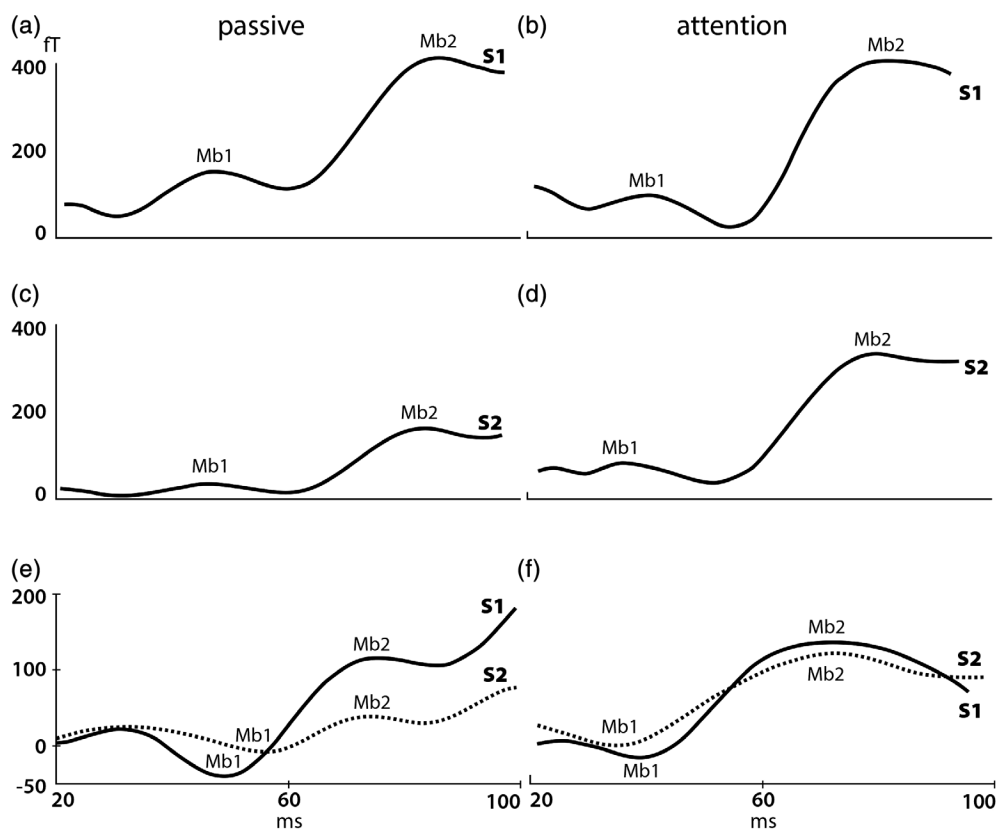 (a) passive
fT
400
200
0
Mb1
Mb2
S1
(b) attention
Mb1
Mb2
S1
(c)
400
200
0
Mb1
Mb2
S2
(d)
Mb1
Mb2
S2
(e)
200
100
0
-50
Mb1
Mb1
Mb2
Mb2
S1
S2
20 60 100
ms
(f)
Mb1
Mb1
Mb2
Mb2
S2
S1
20 60 100
ms